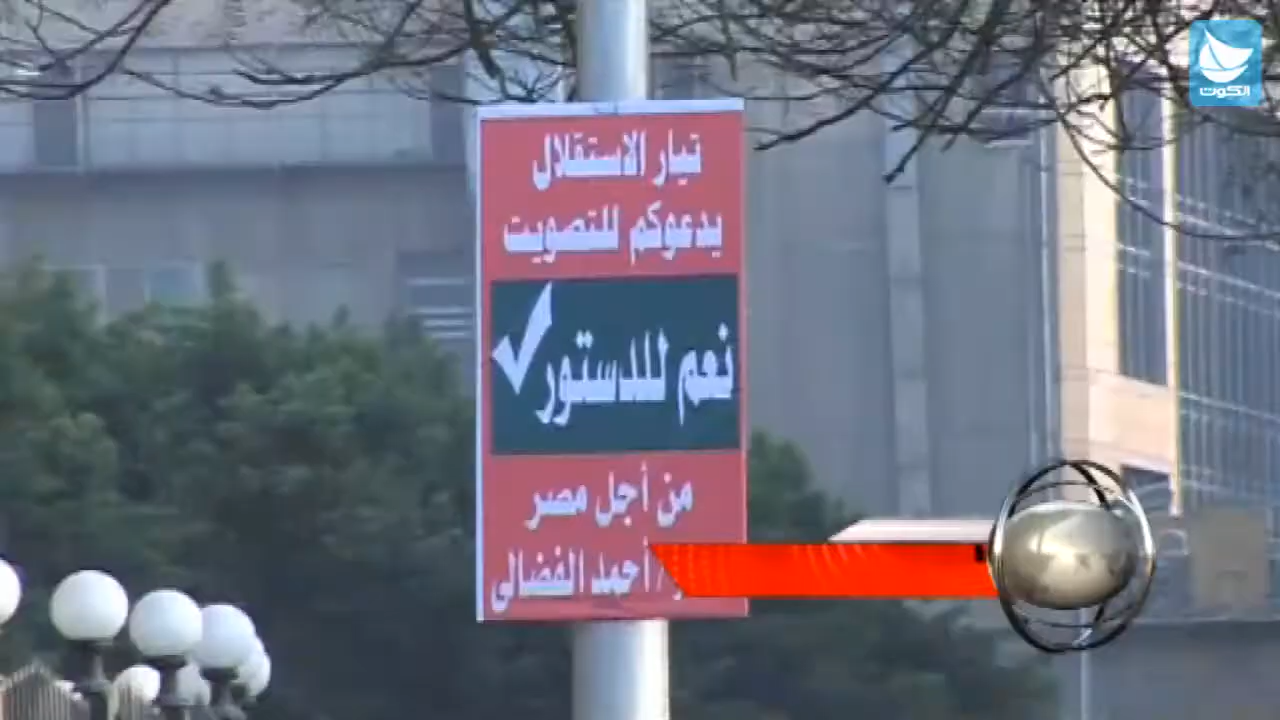 تيار الاستقلال
يدعوكم للتصويت
نعم للدستور
من أجل مصر
/ أحمد الفضالى
الكوت